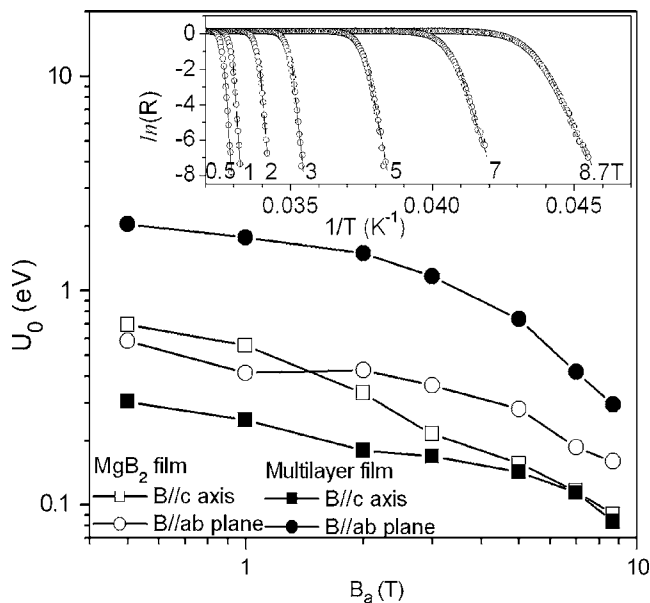 10
1
0.1
U0 (eV)
0
-2
-4
-6
-8
ln(R)
0.5 1 2 3 5 7 8.7T
0.035 0.040 0.045
1/T (K-1)
MgB2 film Multilayer film
B//c axis B//c axis
B//ab plane B//ab plane
1 10
Ba (T)